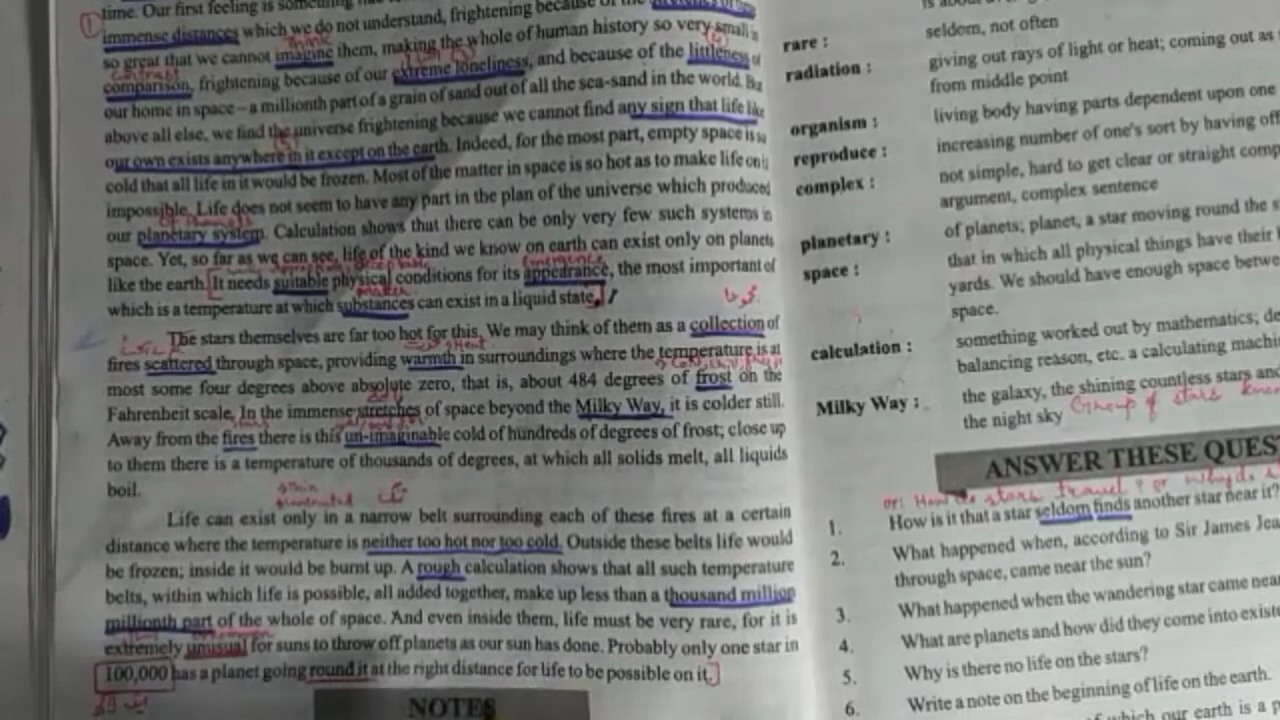 time. Our first feeling is something
immense distances which we do not understand, frightening because of the
so great that we cannot imagine them, making the whole of human history so very small in
comparison, frightening because of our extreme loneliness, and because of the littleness of
our home in space – a millionth part of a grain of sand out of all the sea-sand in the world. But
above all else, we find the universe frightening because we cannot find any sign that life like
our own exists anywhere in it except on the earth. Indeed, for the most part, empty space is so
cold that all life in it would be frozen. Most of the matter in space is so hot as to make life on it
impossible. Life does not seem to have any part in the plan of the universe which produced
our planetary system. Calculation shows that there can be only very few such systems in
space. Yet, so far as we can see, life of the kind we know on earth can exist only on planets
like the earth. It needs suitable physical conditions for its appearance, the most important of
which is a temperature at which substances can exist in a liquid state.
The stars themselves are far too hot for this. We may think of them as a collection of
fires scattered through space, providing warmth in surroundings where the temperature is at
most some four degrees above absolute zero, that is, about 484 degrees of frost on the
Fahrenheit scale. In the immense stretches of space beyond the Milky Way, it is colder still.
Away from the fires there is this un-imaginable cold of hundreds of degrees of frost; close up
to them there is a temperature of thousands of degrees, at which all solids melt, all liquids
boil.
Life can exist only in a narrow belt surrounding each of these fires at a certain
distance where the temperature is neither too hot nor too cold. Outside these belts life would
be frozen; inside it would be burnt up. A rough calculation shows that all such temperature
belts, within which life is possible, all added together, make up less than a thousand million
millionth part of the whole of space. And even inside them, life must be very rare, for it is
extremely unusual for suns to throw off planets as our sun has done. Probably only one star in
100,000 has a planet going round it at the right distance for life to be possible on it.
NOTES
rare : seldom, not often
radiation : giving out rays of light or heat; coming out as
from middle point
organism : living body having parts dependent upon one
reproduce : increasing number of one's sort by having off
complex : not simple, hard to get clear or straight comp
argument, complex sentence
planetary : of planets; planet, a star moving round the s
space : that in which all physical things have their
yards. We should have enough space betwe
space.
calculation : something worked out by mathematics; de
balancing reason, etc. a calculating machi
Milky Way : the galaxy, the shining countless stars and
the night sky Group of stars
ANSWER THESE QUES
or: How do stars travel? or Why do
1. How is it that a star seldom finds another star near it?
2. What happened when, according to Sir James Jea
through space, came near the sun?
3. What happened when the wandering star came near
4. What are planets and how did they come into exist
5. Why is there no life on the stars?
6. Write a note on the beginning of life on the earth.
of which our earth is a p